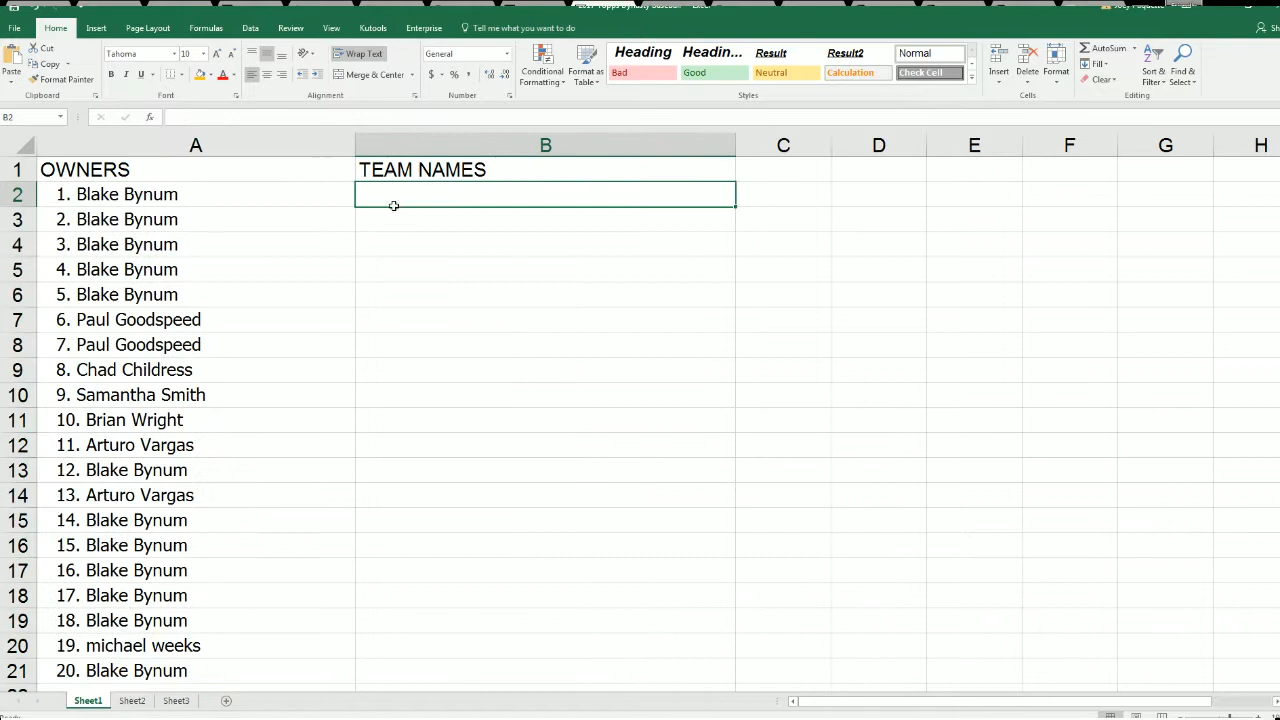 2017 Topps Dynasty Baseball - Excel
File Home Insert Page Layout Formulas Data Review View Kutools Enterprise Tell me what you want to do
Cut
Copy
Format Painter
Paste
Clipboard
Tahoma 10
B I U
Font
Wrap Text
Merge & Center
Alignment
General
$ % ,
Number
Conditional Formatting
Format as Table
Heading Headin... Result Result2 Normal
Bad Good Neutral Calculation Check Cell
Styles
Insert Delete Format
Cells
AutoSum
Fill
Clear
Sort & Filter
Find & Select
Editing
B2 fx
A B C D E F G H
1 OWNERS TEAM NAMES
2 1. Blake Bynum
3 2. Blake Bynum
4 3. Blake Bynum
5 4. Blake Bynum
6 5. Blake Bynum
7 6. Paul Goodspeed
8 7. Paul Goodspeed
9 8. Chad Childress
10 9. Samantha Smith
11 10. Brian Wright
12 11. Arturo Vargas
13 12. Blake Bynum
14 13. Arturo Vargas
15 14. Blake Bynum
16 15. Blake Bynum
17 16. Blake Bynum
18 17. Blake Bynum
19 18. Blake Bynum
20 19. michael weeks
21 20. Blake Bynum
Sheet1 Sheet2 Sheet3